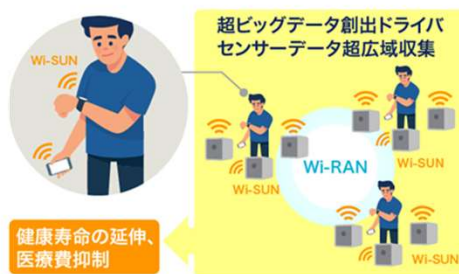 Wi-SUN
超ビッグデータ創出ドライバ
センサーデータ超広域収集
Wi-SUN
Wi-RAN
Wi-SUN
Wi-SUN
健康寿命の延伸、
医療費抑制